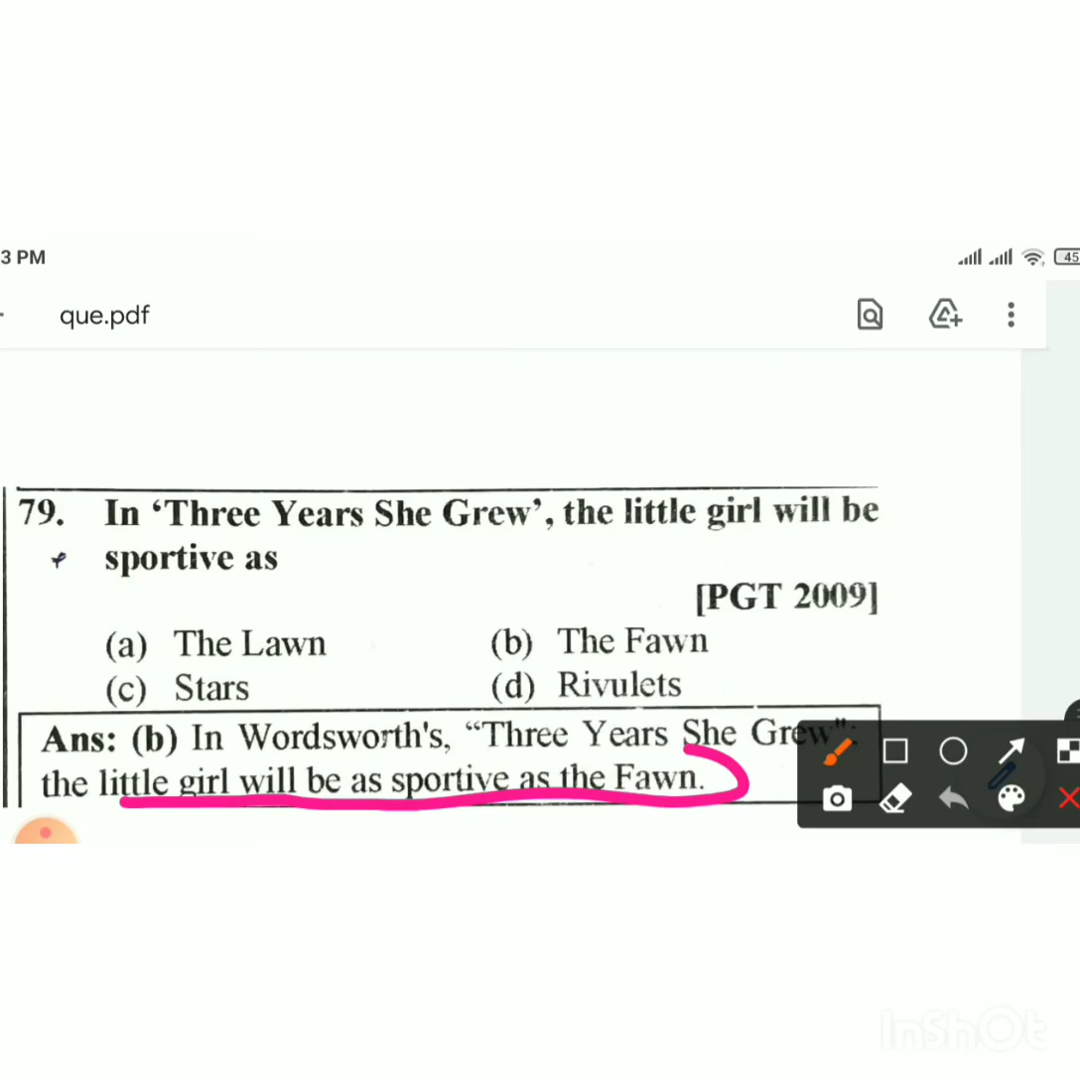 3 PM
45
que.pdf
79. In ‘Three Years She Grew’, the little girl will be
sportive as
[PGT 2009]
(a) The Lawn (b) The Fawn
(c) Stars (d) Rivulets
Ans: (b) In Wordsworth's, “Three Years She Grew":
the little girl will be as sportive as the Fawn.
InShOt